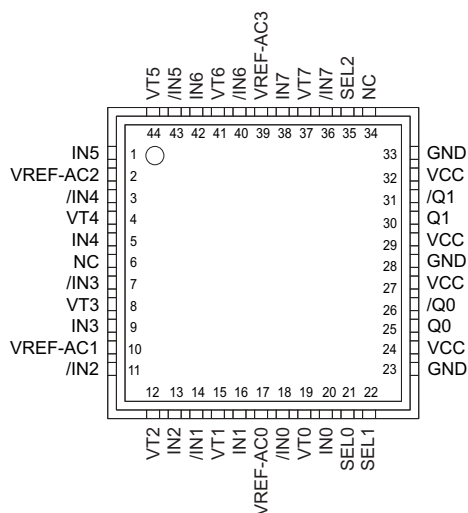 VT5 /IN5 IN6 VT6 /IN6 VREF-AC3 IN7 VT7 /IN7 SEL2 NC
44 43 42 41 40 39 38 37 36 35 34
IN5 1 33 GND
VREF-AC2 2 32 VCC
/IN4 3 31 /Q1
VT4 4 30 Q1
IN4 5 29 VCC
NC 6 28 GND
/IN3 7 27 VCC
VT3 8 26 /Q0
IN3 9 25 Q0
VREF-AC1 10 24 VCC
/IN2 11 23 GND
12 13 14 15 16 17 18 19 20 21 22
VT2 IN2 /IN1 VT1 IN1 VREF-AC0 /IN0 VT0 IN0 SEL0 SEL1